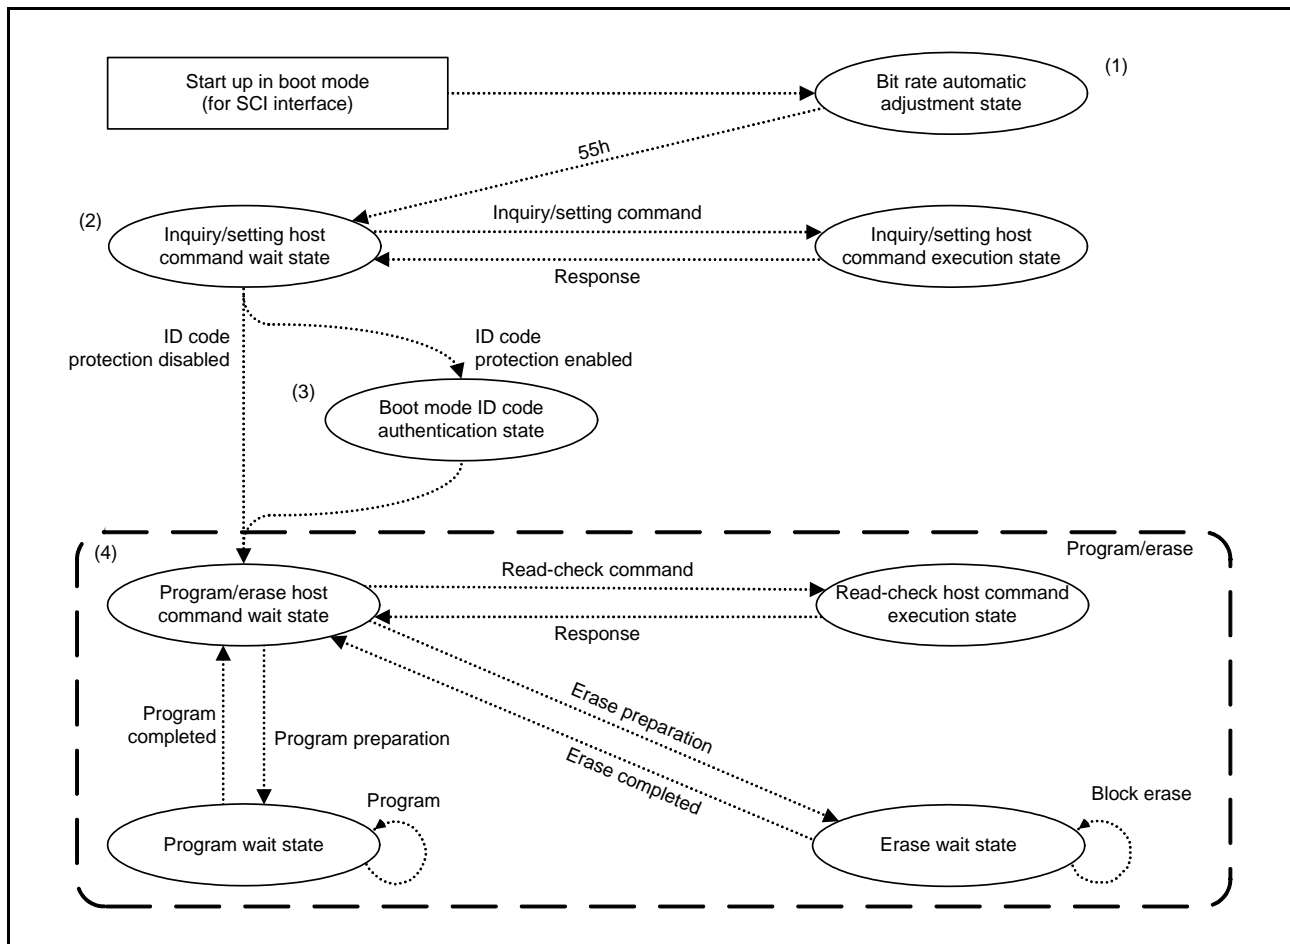 Start up in boot mode
(for SCI interface)
Bit rate automatic
adjustment state
(1)
55h
(2)
Inquiry/setting host
command wait state
Inquiry/setting command
Response
Inquiry/setting host
command execution state
ID code
protection disabled
ID code
protection enabled
(3)
Boot mode ID code
authentication state
(4)
Program/erase
Program/erase host
command wait state
Read-check command
Response
Read-check host command
execution state
Erase preparation
Erase completed
Program
completed
Program preparation
Program
Program wait state
Block erase
Erase wait state